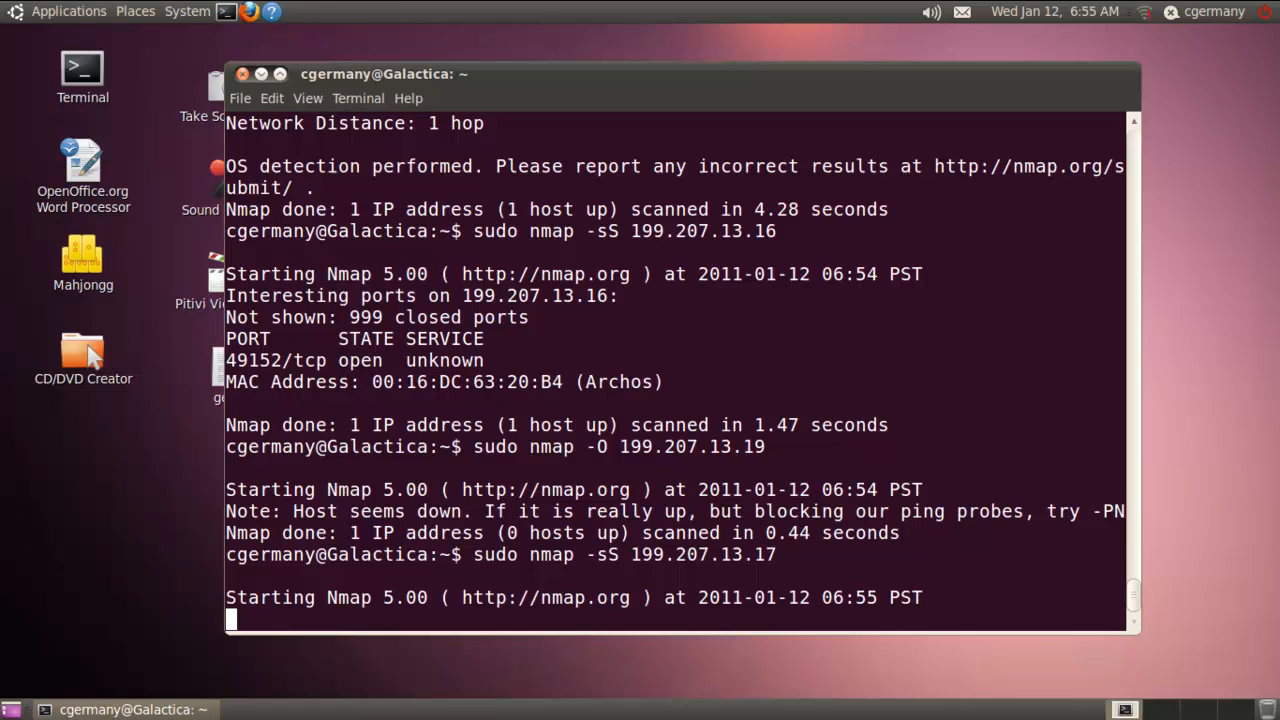 Applications Places System
Wed Jan 12, 6:55 AM
cgermany
Terminal
OpenOffice.org
Word Processor
Mahjongg
CD/DVD Creator
Take Sc
Sound
Pitivi Vi
ge
cgermany@Galactica: ~
File Edit View Terminal Help
Network Distance: 1 hop
OS detection performed. Please report any incorrect results at http://nmap.org/s
ubmit/ .
Nmap done: 1 IP address (1 host up) scanned in 4.28 seconds
cgermany@Galactica:~$ sudo nmap -sS 199.207.13.16
Starting Nmap 5.00 ( http://nmap.org ) at 2011-01-12 06:54 PST
Interesting ports on 199.207.13.16:
Not shown: 999 closed ports
PORT      STATE SERVICE
49152/tcp open  unknown
MAC Address: 00:16:DC:63:20:B4 (Archos)
Nmap done: 1 IP address (1 host up) scanned in 1.47 seconds
cgermany@Galactica:~$ sudo nmap -O 199.207.13.19
Starting Nmap 5.00 ( http://nmap.org ) at 2011-01-12 06:54 PST
Note: Host seems down. If it is really up, but blocking our ping probes, try -PN
Nmap done: 1 IP address (0 hosts up) scanned in 0.44 seconds
cgermany@Galactica:~$ sudo nmap -sS 199.207.13.17
Starting Nmap 5.00 ( http://nmap.org ) at 2011-01-12 06:55 PST
cgermany@Galactica: ~